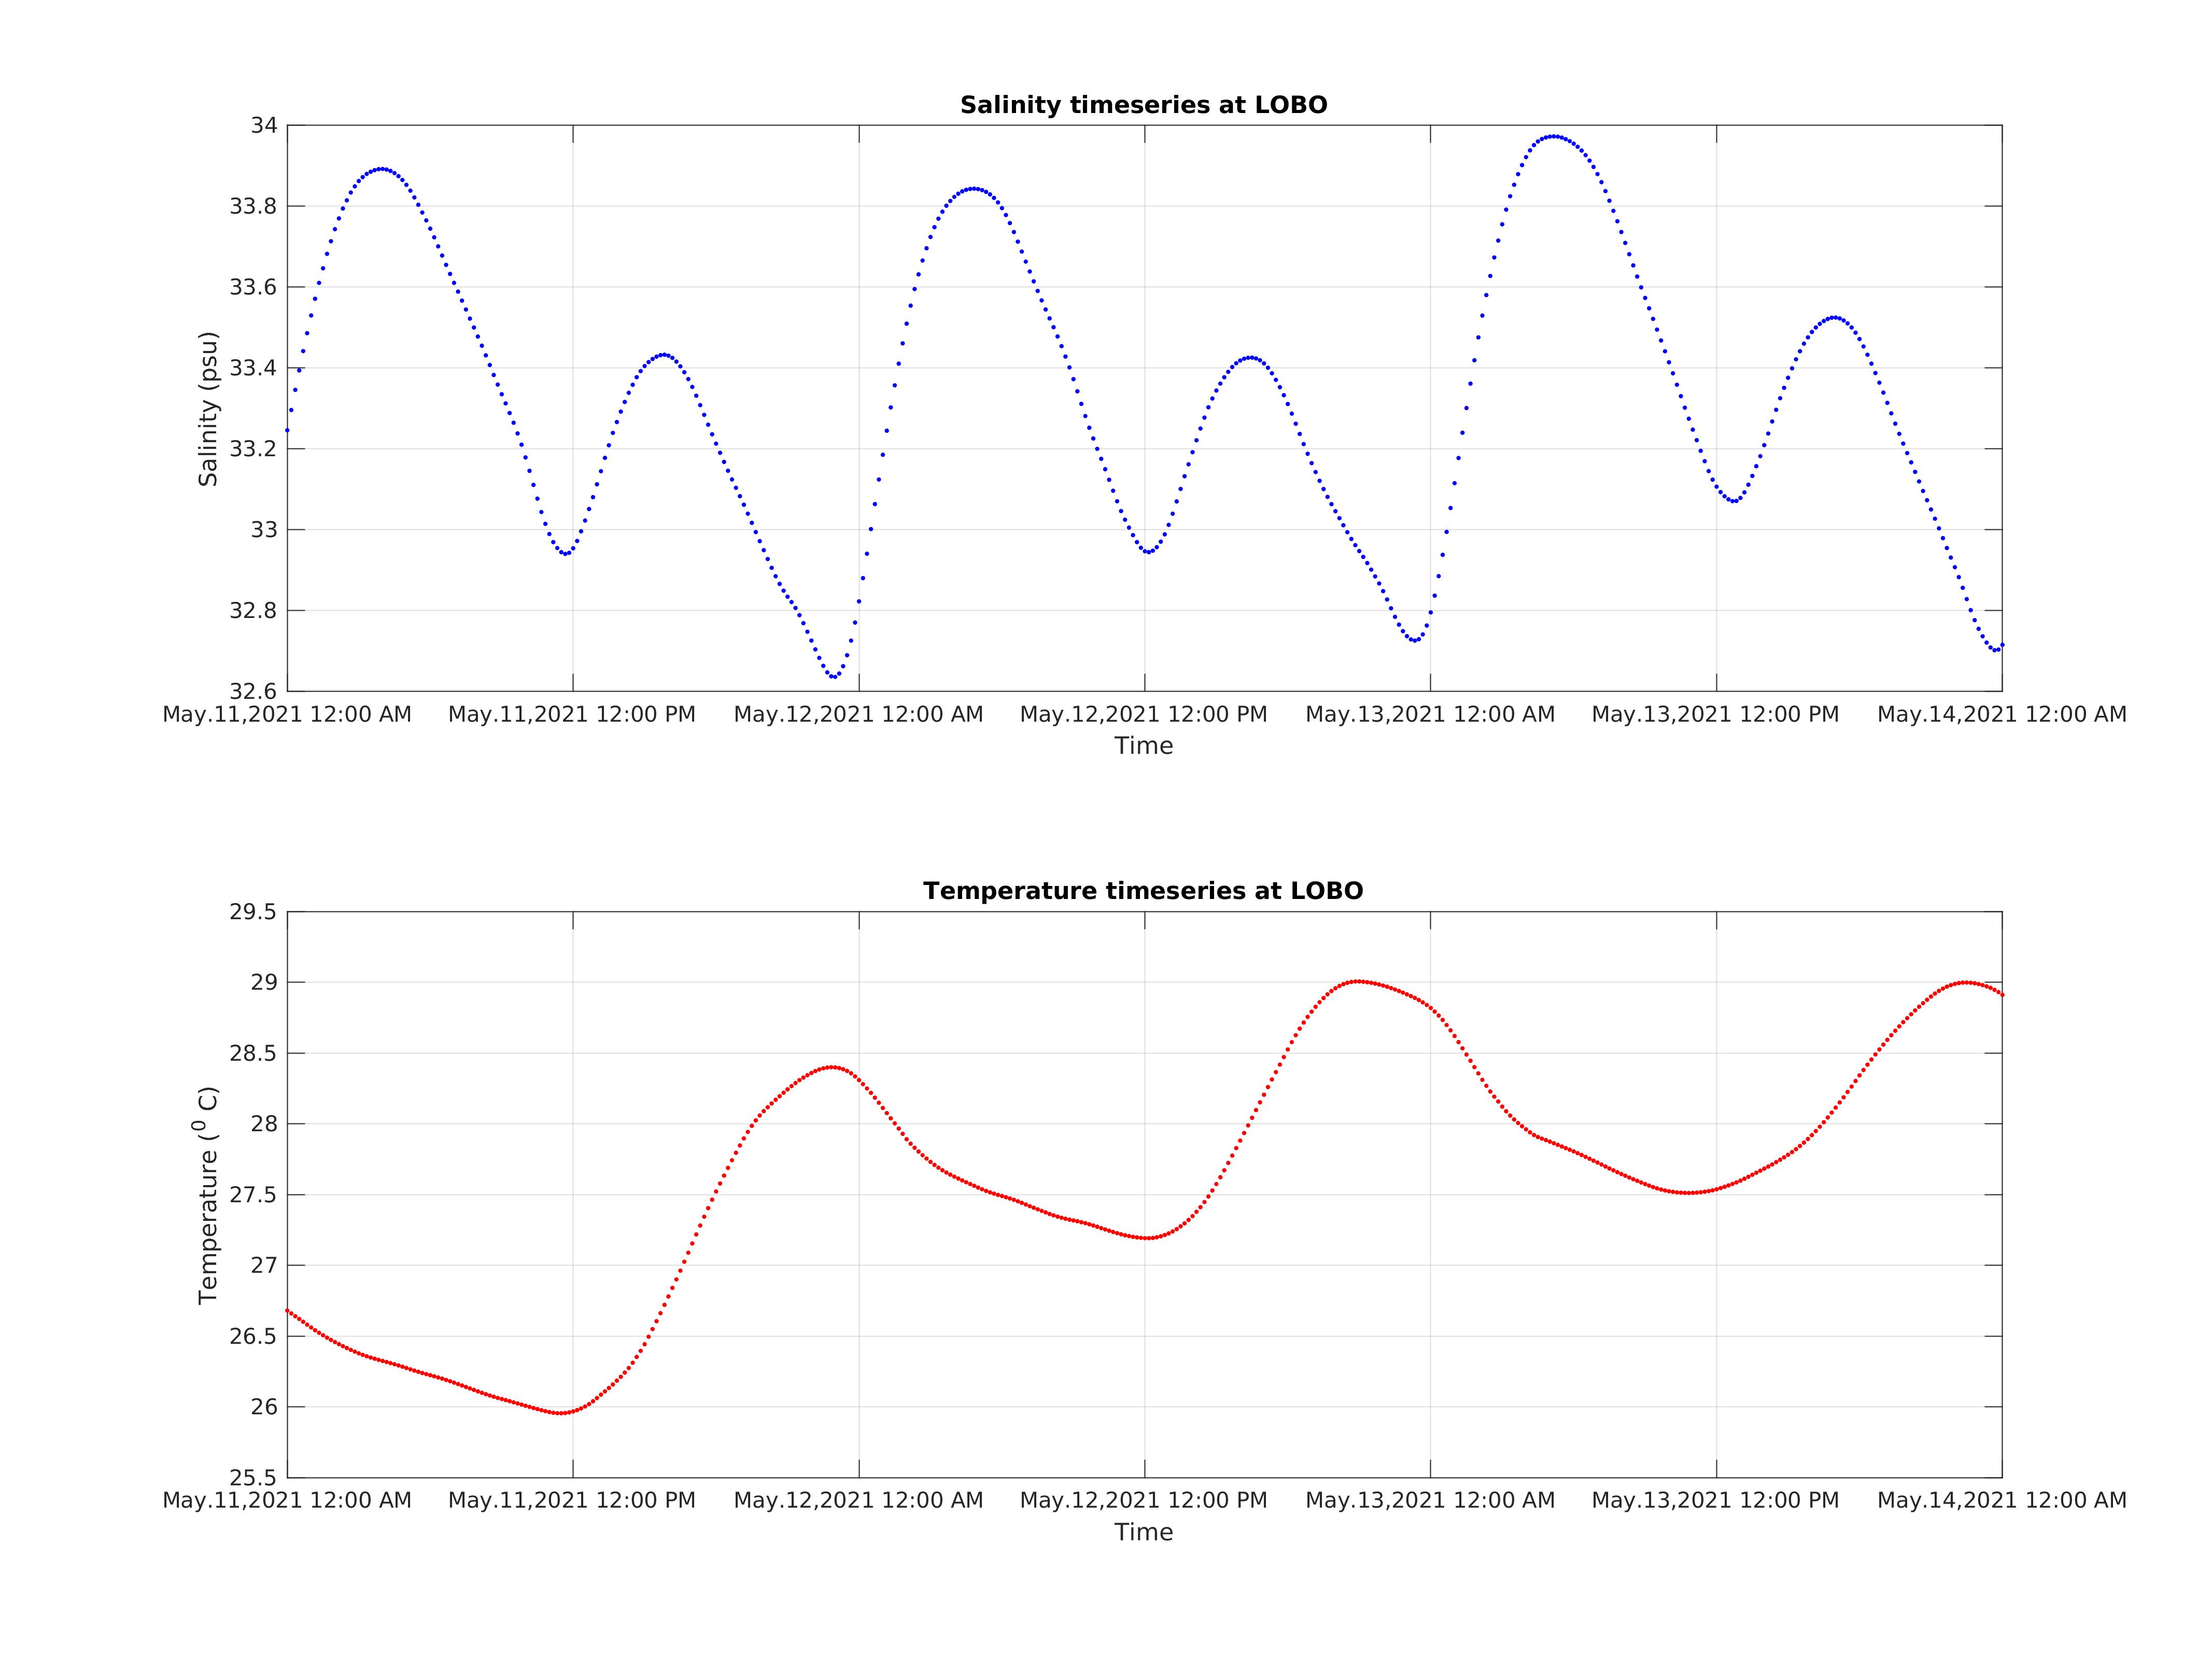 Salinity timeseries at LOBO
34
33.8
33.6
33.4
33.2
33
32.8
32.6
Salinity (psu)
May.11,2021 12:00 AM May.11,2021 12:00 PM May.12,2021 12:00 AM May.12,2021 12:00 PM May.13,2021 12:00 AM May.13,2021 12:00 PM May.14,2021 12:00 AM
Time
Temperature timeseries at LOBO
29.5
29
28.5
28
27.5
27
26.5
26
25.5
Temperature (⁰ C)
May.11,2021 12:00 AM May.11,2021 12:00 PM May.12,2021 12:00 AM May.12,2021 12:00 PM May.13,2021 12:00 AM May.13,2021 12:00 PM May.14,2021 12:00 AM
Time